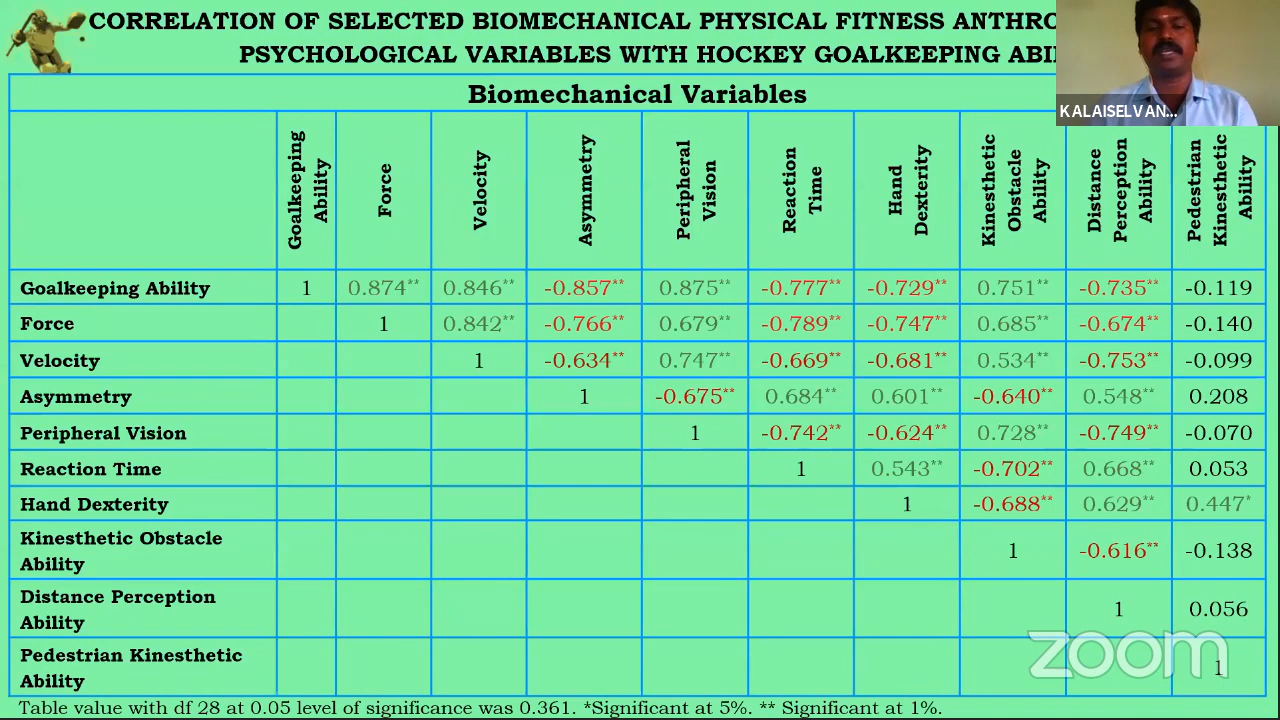 CORRELATION OF SELECTED BIOMECHANICAL PHYSICAL FITNESS
PSYCHOLOGICAL VARIABLES WITH HOCKEY GOALKEEPING
KALAISELVAN...
Biomechanical Variables
Goalkeeping Ability
Force
Velocity
Asymmetry
Peripheral Vision
Reaction Time
Hand Dexterity
Kinesthetic Obstacle Ability
Distance Perception Ability
Pedestrian Kinesthetic Ability
Goalkeeping Ability 1 0.874** 0.846** -0.857** 0.875** -0.777** -0.729** 0.751** -0.735** -0.119
Force 1 0.842** -0.766** 0.679** -0.789** -0.747** 0.685** -0.674** -0.140
Velocity 1 -0.634** 0.747** -0.669** -0.681** 0.534** -0.753** -0.099
Asymmetry 1 -0.675** 0.684** 0.601** -0.640** 0.548** 0.208
Peripheral Vision 1 -0.742** -0.624** 0.728** -0.749** -0.070
Reaction Time 1 0.543** -0.702** 0.668** 0.053
Hand Dexterity 1 -0.688** 0.629** 0.447*
Kinesthetic Obstacle
Ability 1 -0.616** -0.138
Distance Perception
Ability 1 0.056
Pedestrian Kinesthetic
Ability 1
zoom
Table value with df 28 at 0.05 level of significance was 0.361. *Significant at 5%. ** Significant at 1%.